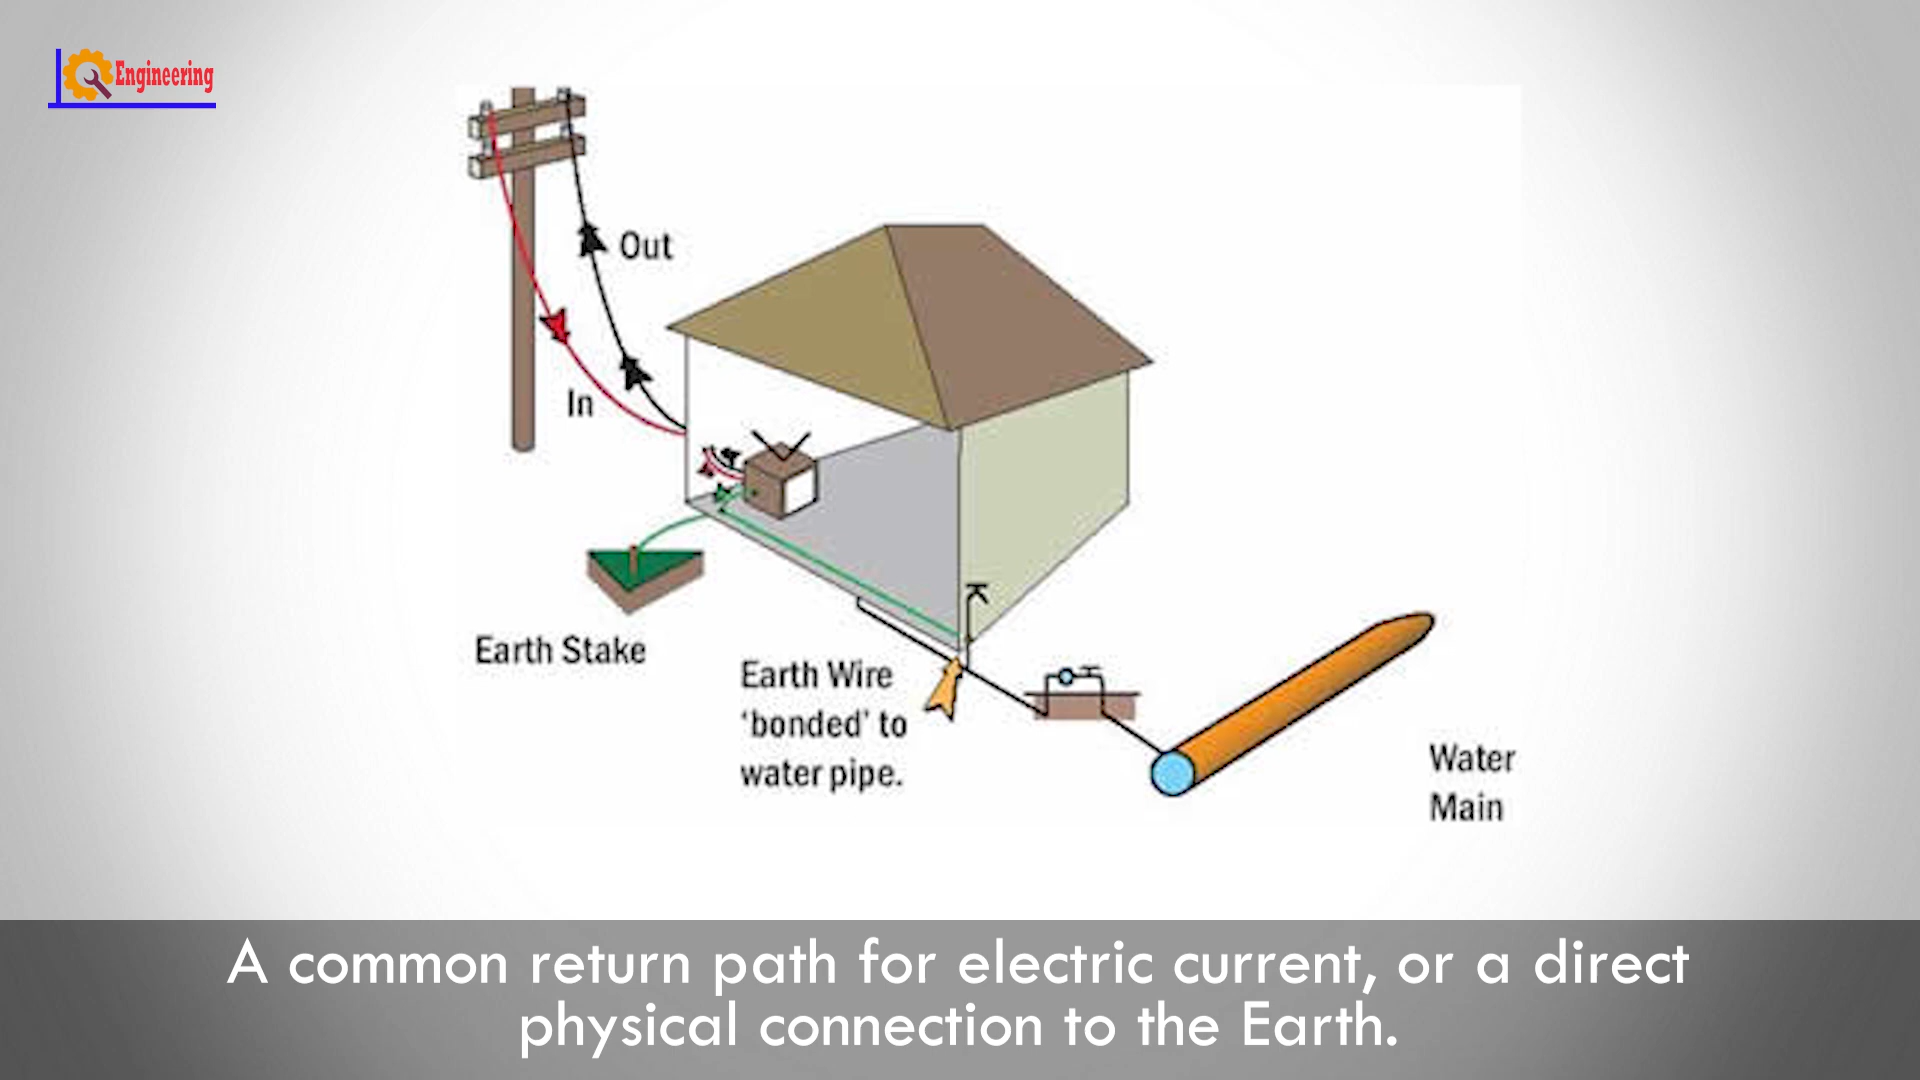 Engineering
Out
In
Earth Stake
Earth Wire
‘bonded’ to
water pipe.
Water
Main
A common return path for electric current, or a direct
physical connection to the Earth.